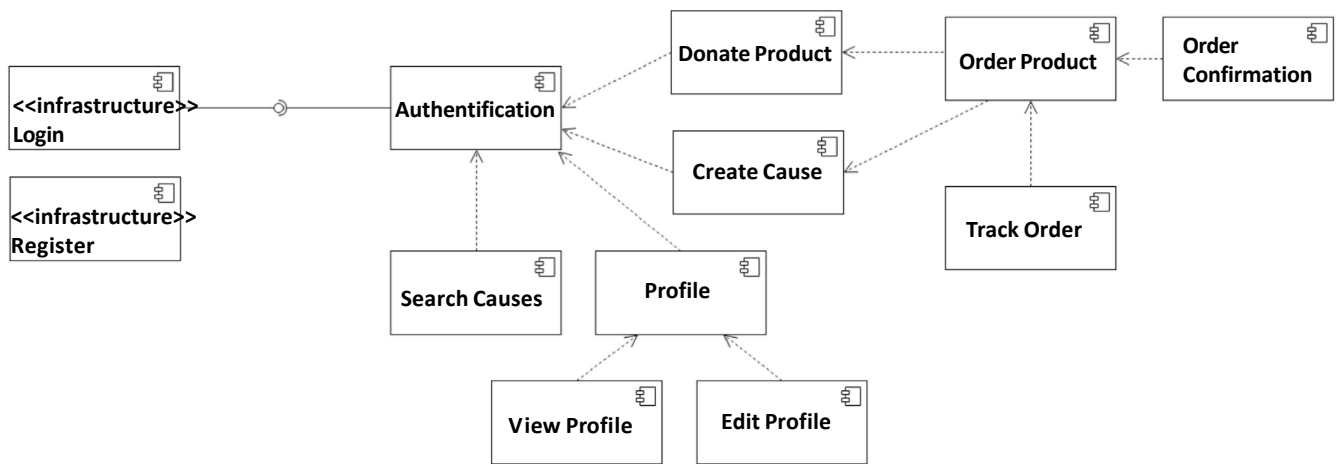 Donate Product
Order Product
Order
Confirmation
<<infrastructure>>
Login
Authentification
Create Cause
<<infrastructure>>
Register
Track Order
Search Causes
Profile
View Profile
Edit Profile